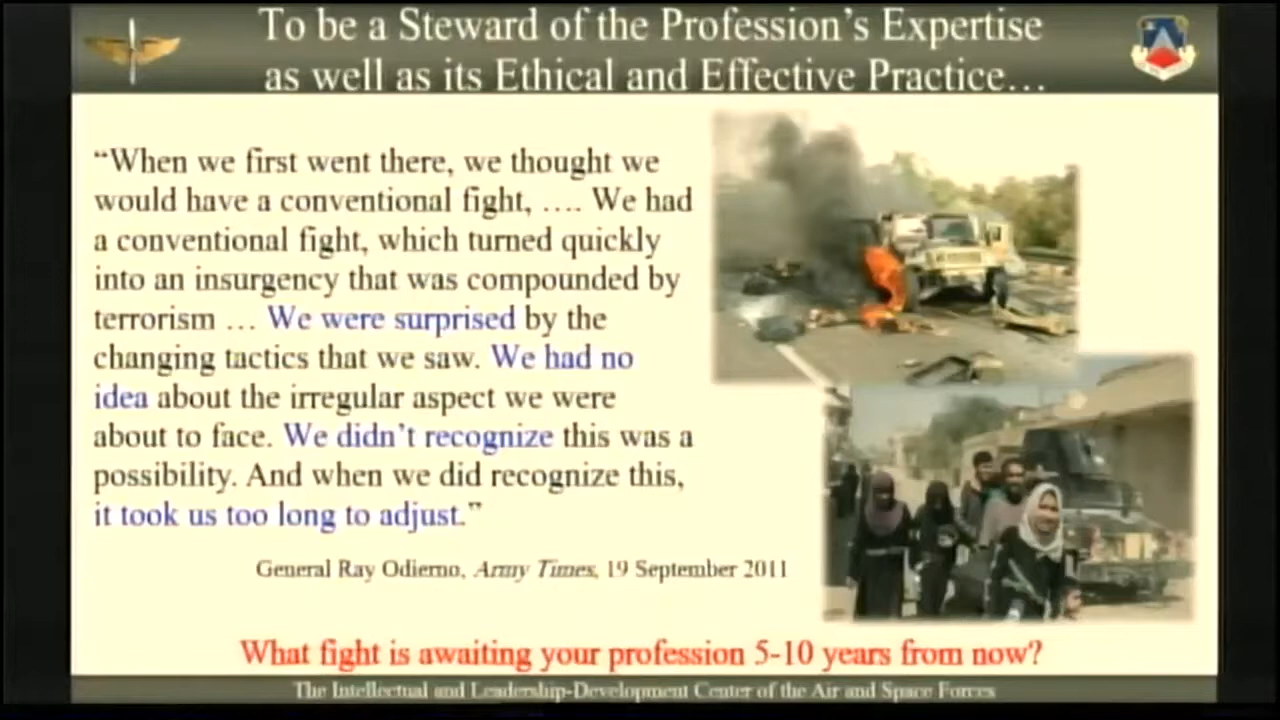 To be a Steward of the Profession's Expertise
as well as its Ethical and Effective Practice…
“When we first went there, we thought we
would have a conventional fight, …. We had
a conventional fight, which turned quickly
into an insurgency that was compounded by
terrorism … We were surprised by the
changing tactics that we saw. We had no
idea about the irregular aspect we were
about to face. We didn't recognize this was a
possibility. And when we did recognize this,
it took us too long to adjust.”
General Ray Odierno, Army Times, 19 September 2011
What fight is awaiting your profession 5-10 years from now?
The Intellectual and Leadership-Development Center of the Air and Space Forces